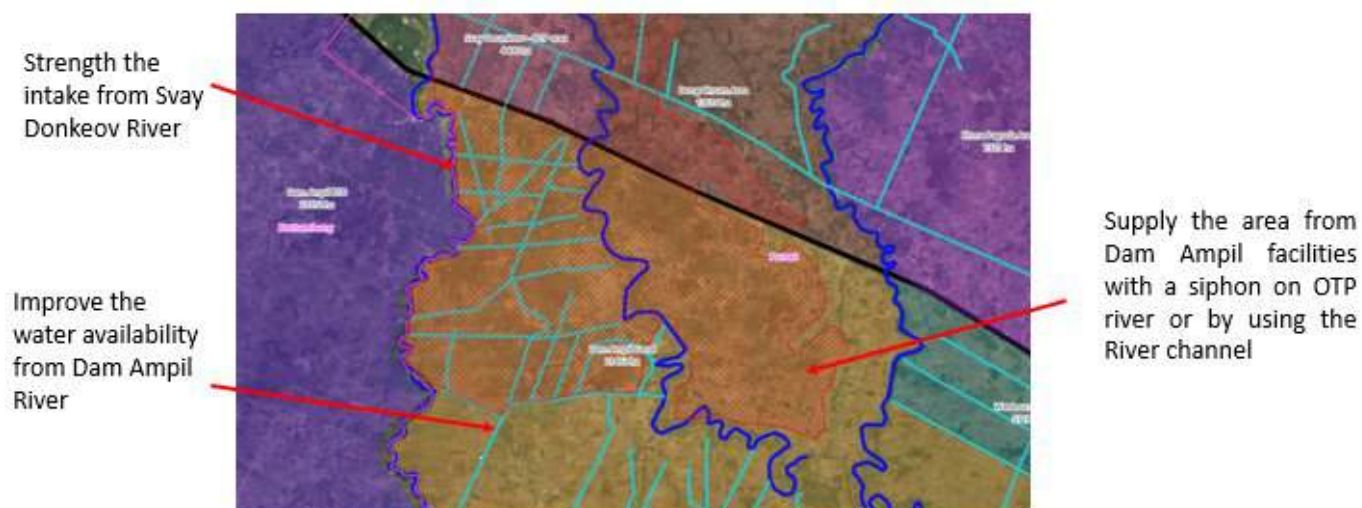 Strength the
intake from Svay
Donkeov River
Improve the
water availability
from Dam Ampil
River
Supply the area from
Dam Ampil facilities
with a siphon on OTP
river or by using the
River channel
Pursat